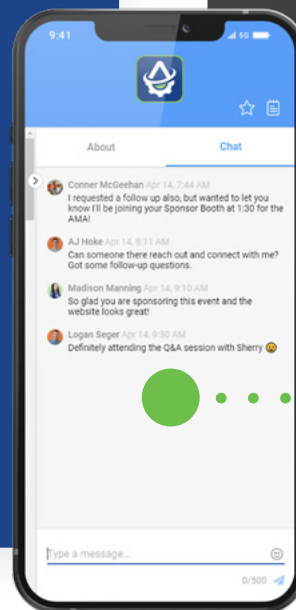 9:41
5G
About
Chat
Conner McGeehan Apr 14, 7:44 AM
I requested a follow up also, but wanted to let you
know I'll be joining your Sponsor Booth at 1:30 for the
AMA!
AJ Hoke Apr 14, 8:11 AM
Can someone there reach out and connect with me?
Got some follow-up questions.
Madison Manning Apr 14, 9:10 AM
So glad you are sponsoring this event and the
website looks great!
Logan Seger Apr 14, 9:30 AM
Definitely attending the Q&A session with Sherry 😀
Type a message...
0/500